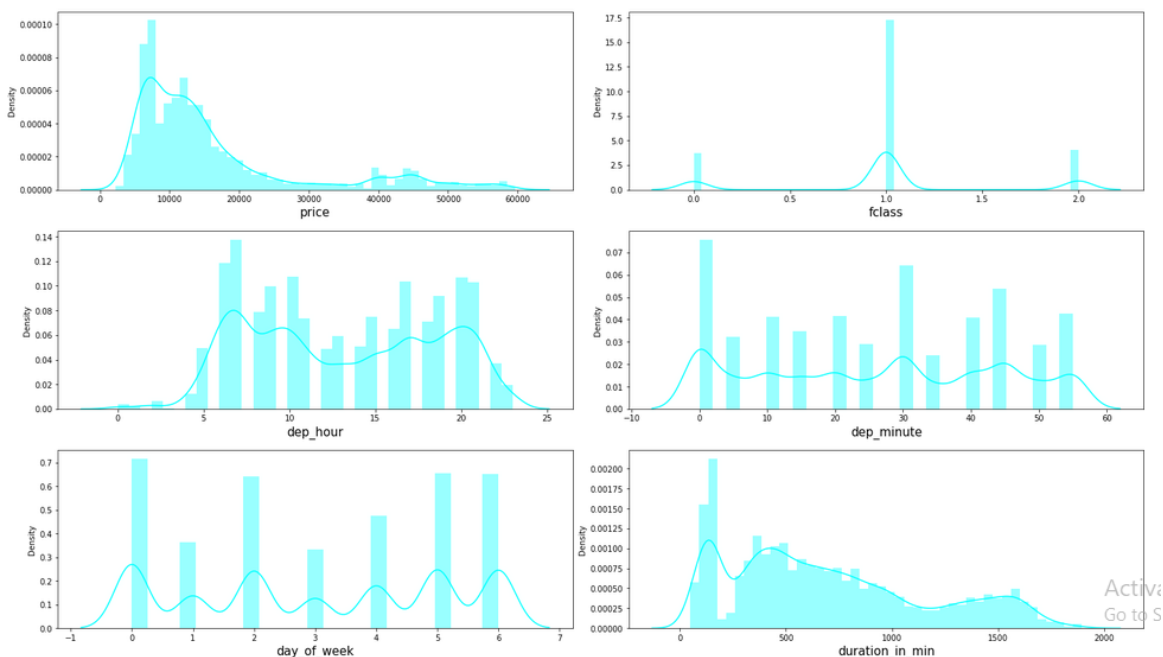 0.00010
0.00008
0.00006
0.00004
0.00002
0.00000
Density
0 10000 20000 30000 40000 50000 60000
price
17.5
15.0
12.5
10.0
7.5
5.0
2.5
0.0
Density
0.0 0.5 1.0 1.5 2.0
fclass
0.14
0.12
0.10
0.08
0.06
0.04
0.02
0.00
Density
0 5 10 15 20 25
dep_hour
0.07
0.06
0.05
0.04
0.03
0.02
0.01
0.00
Density
−10 0 10 20 30 40 50 60
dep_minute
0.7
0.6
0.5
0.4
0.3
0.2
0.1
0.0
Density
−1 0 1 2 3 4 5 6 7
day_of_week
0.00200
0.00175
0.00150
0.00125
0.00100
0.00075
0.00050
0.00025
0.00000
Density
0 500 1000 1500 2000
duration_in_min
Activa
Go to S